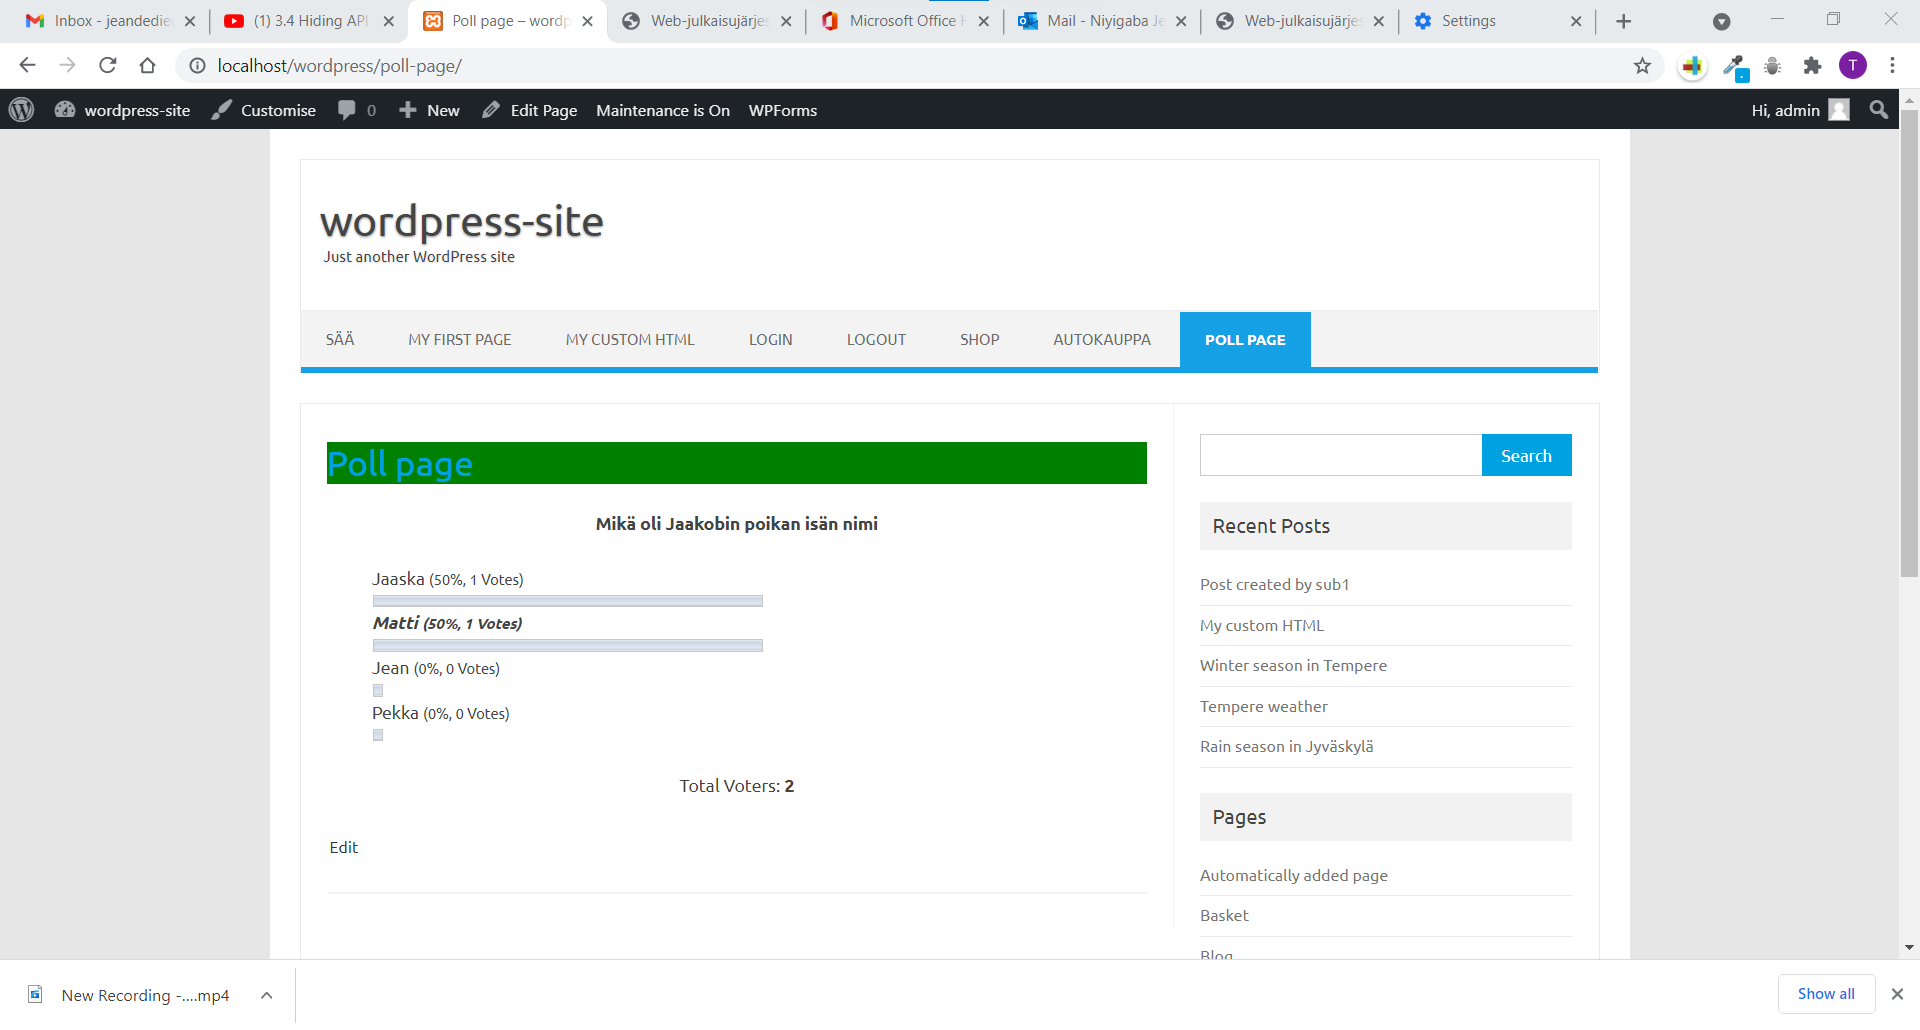 Inbox - jeandedie
(1) 3.4 Hiding API
Poll page – wordp
Web-julkaisujärjes
Microsoft Office H
Mail - Niyigaba Je
Web-julkaisujärjes
Settings
localhost/wordpress/poll-page/
T
wordpress-site
Customise
0
New
Edit Page
Maintenance is On
WPForms
Hi, admin
wordpress-site
Just another WordPress site
SÄÄ
MY FIRST PAGE
MY CUSTOM HTML
LOGIN
LOGOUT
SHOP
AUTOKAUPPA
POLL PAGE
Poll page
Mikä oli Jaakobin poikan isän nimi
Jaaska (50%, 1 Votes)
Matti (50%, 1 Votes)
Jean (0%, 0 Votes)
Pekka (0%, 0 Votes)
Total Voters: 2
Edit
Search
Recent Posts
Post created by sub1
My custom HTML
Winter season in Tempere
Tempere weather
Rain season in Jyväskylä
Pages
Automatically added page
Basket
Blog
New Recording -....mp4
Show all